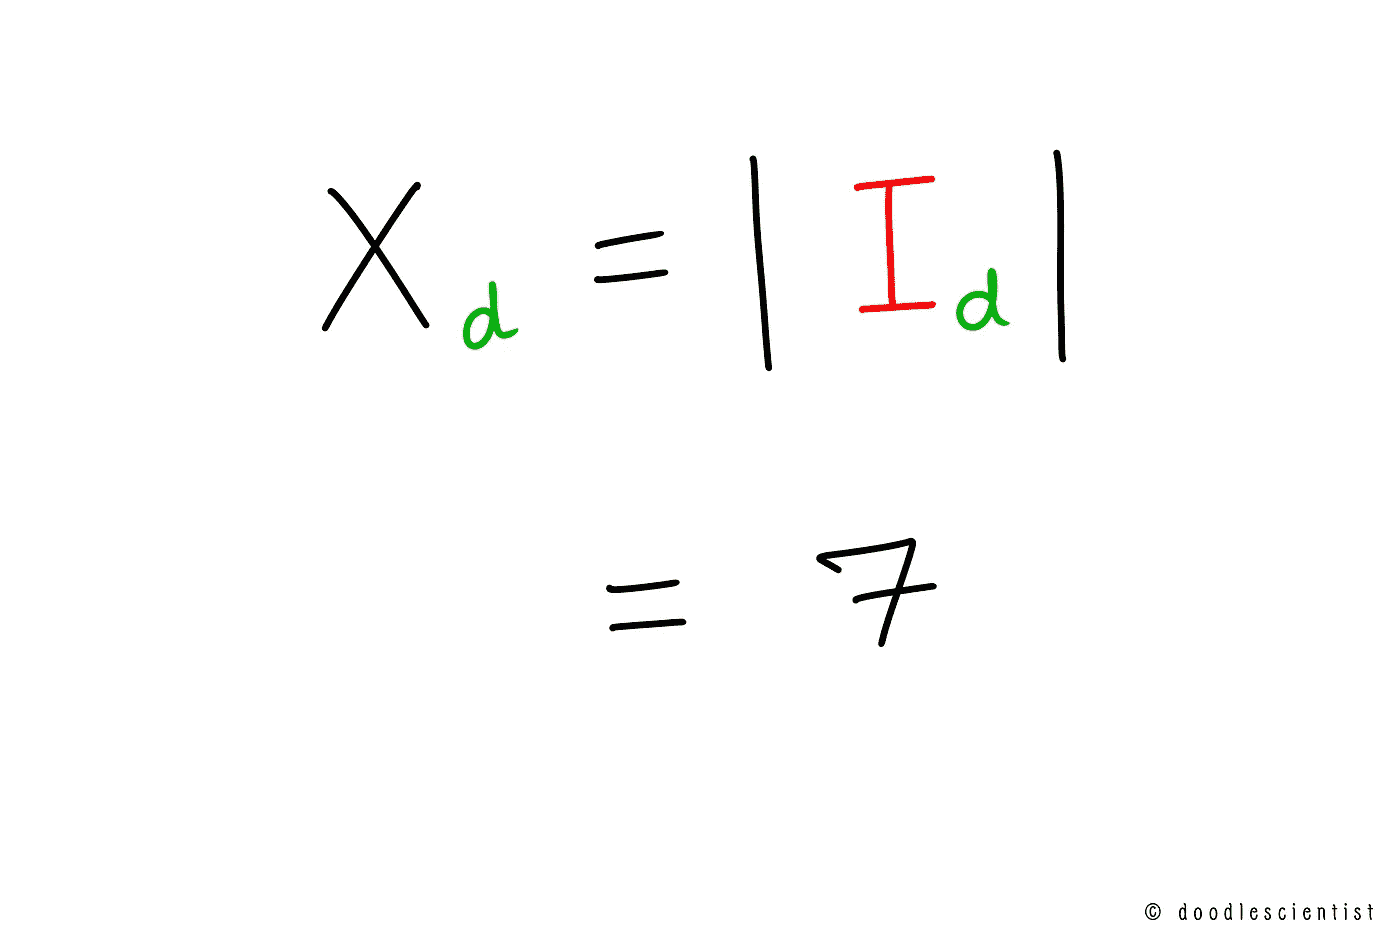 X_d = | I_d |
= 7
© doodlescientist